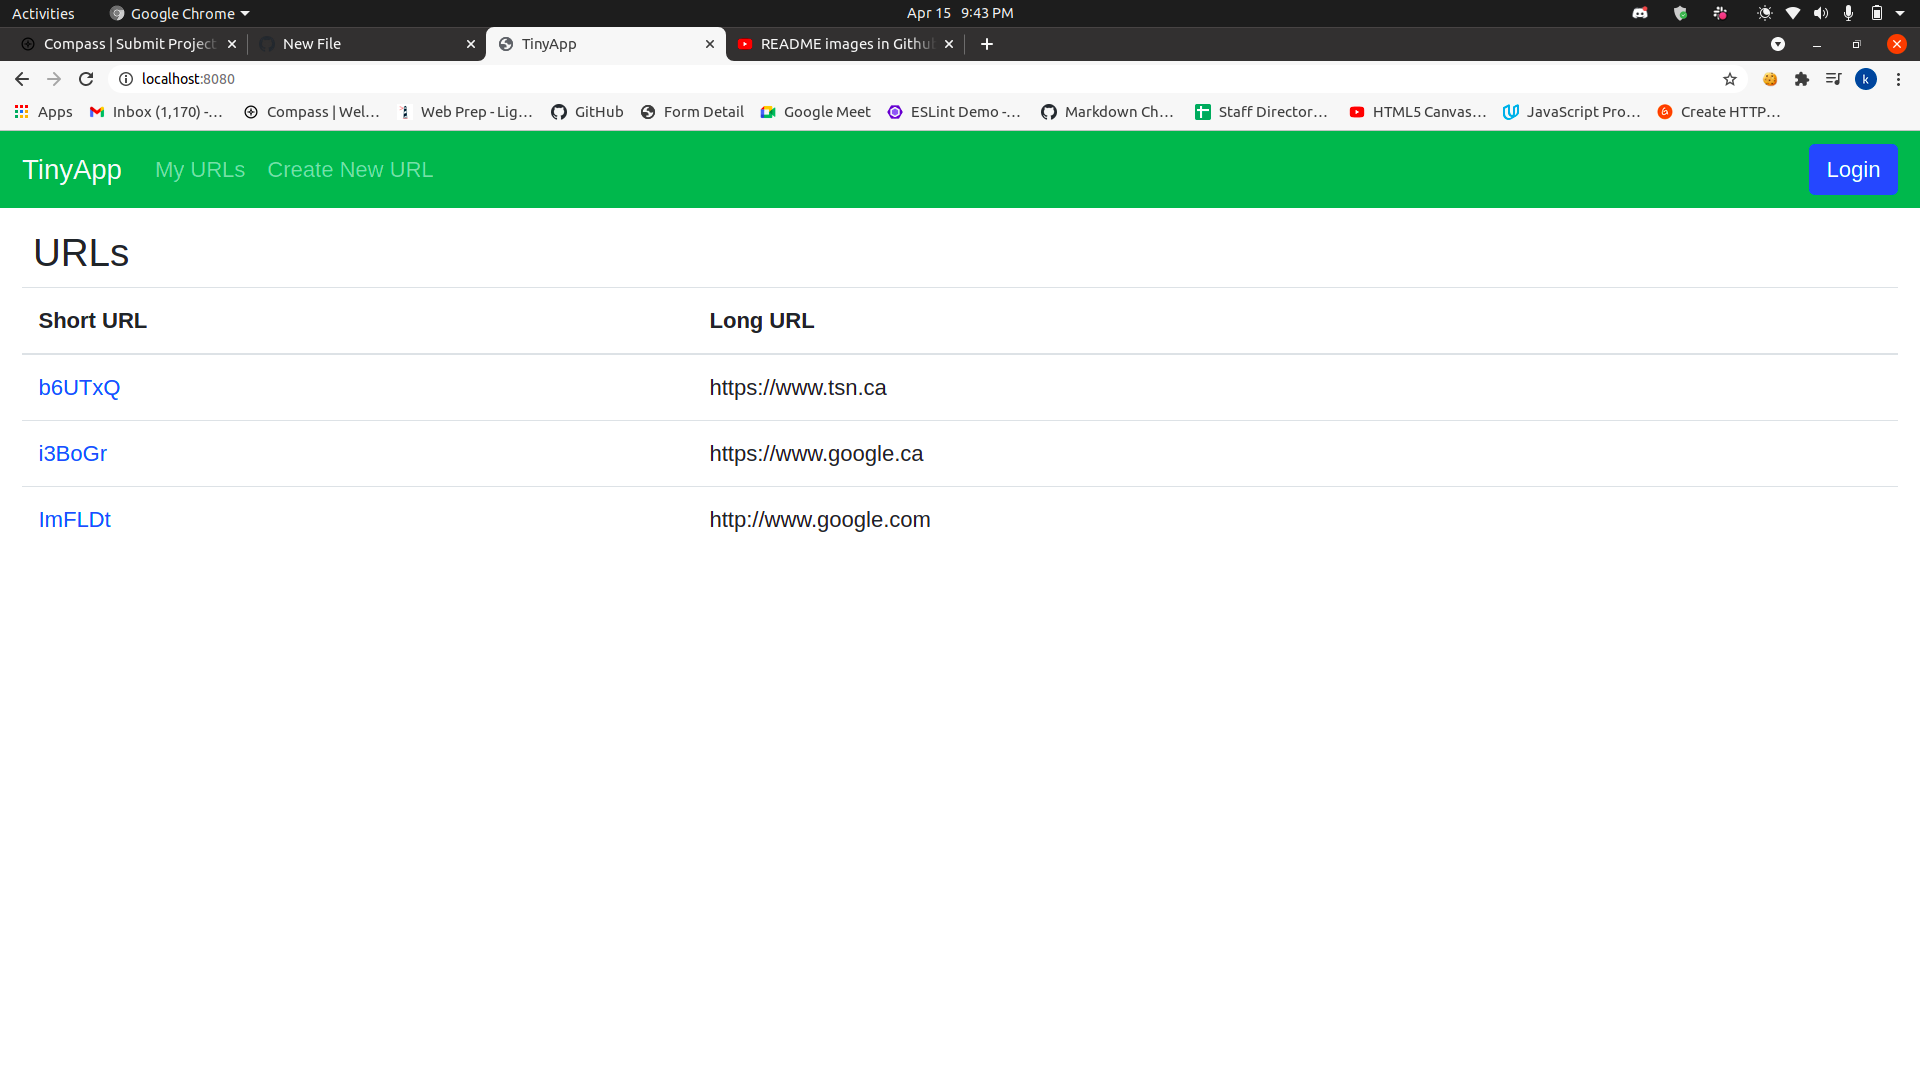 Activities Google Chrome Apr 15 9:43 PM
Compass | Submit Project New File TinyApp README images in Githu
localhost:8080 k
Apps Inbox (1,170) -... Compass | Wel... Web Prep - Lig... GitHub Form Detail Google Meet ESLint Demo -... Markdown Ch... Staff Director... HTML5 Canvas... JavaScript Pro... Create HTTP...
TinyApp My URLs Create New URL Login
URLs
Short URL Long URL
b6UTxQ https://www.tsn.ca
i3BoGr https://www.google.ca
ImFLDt http://www.google.com